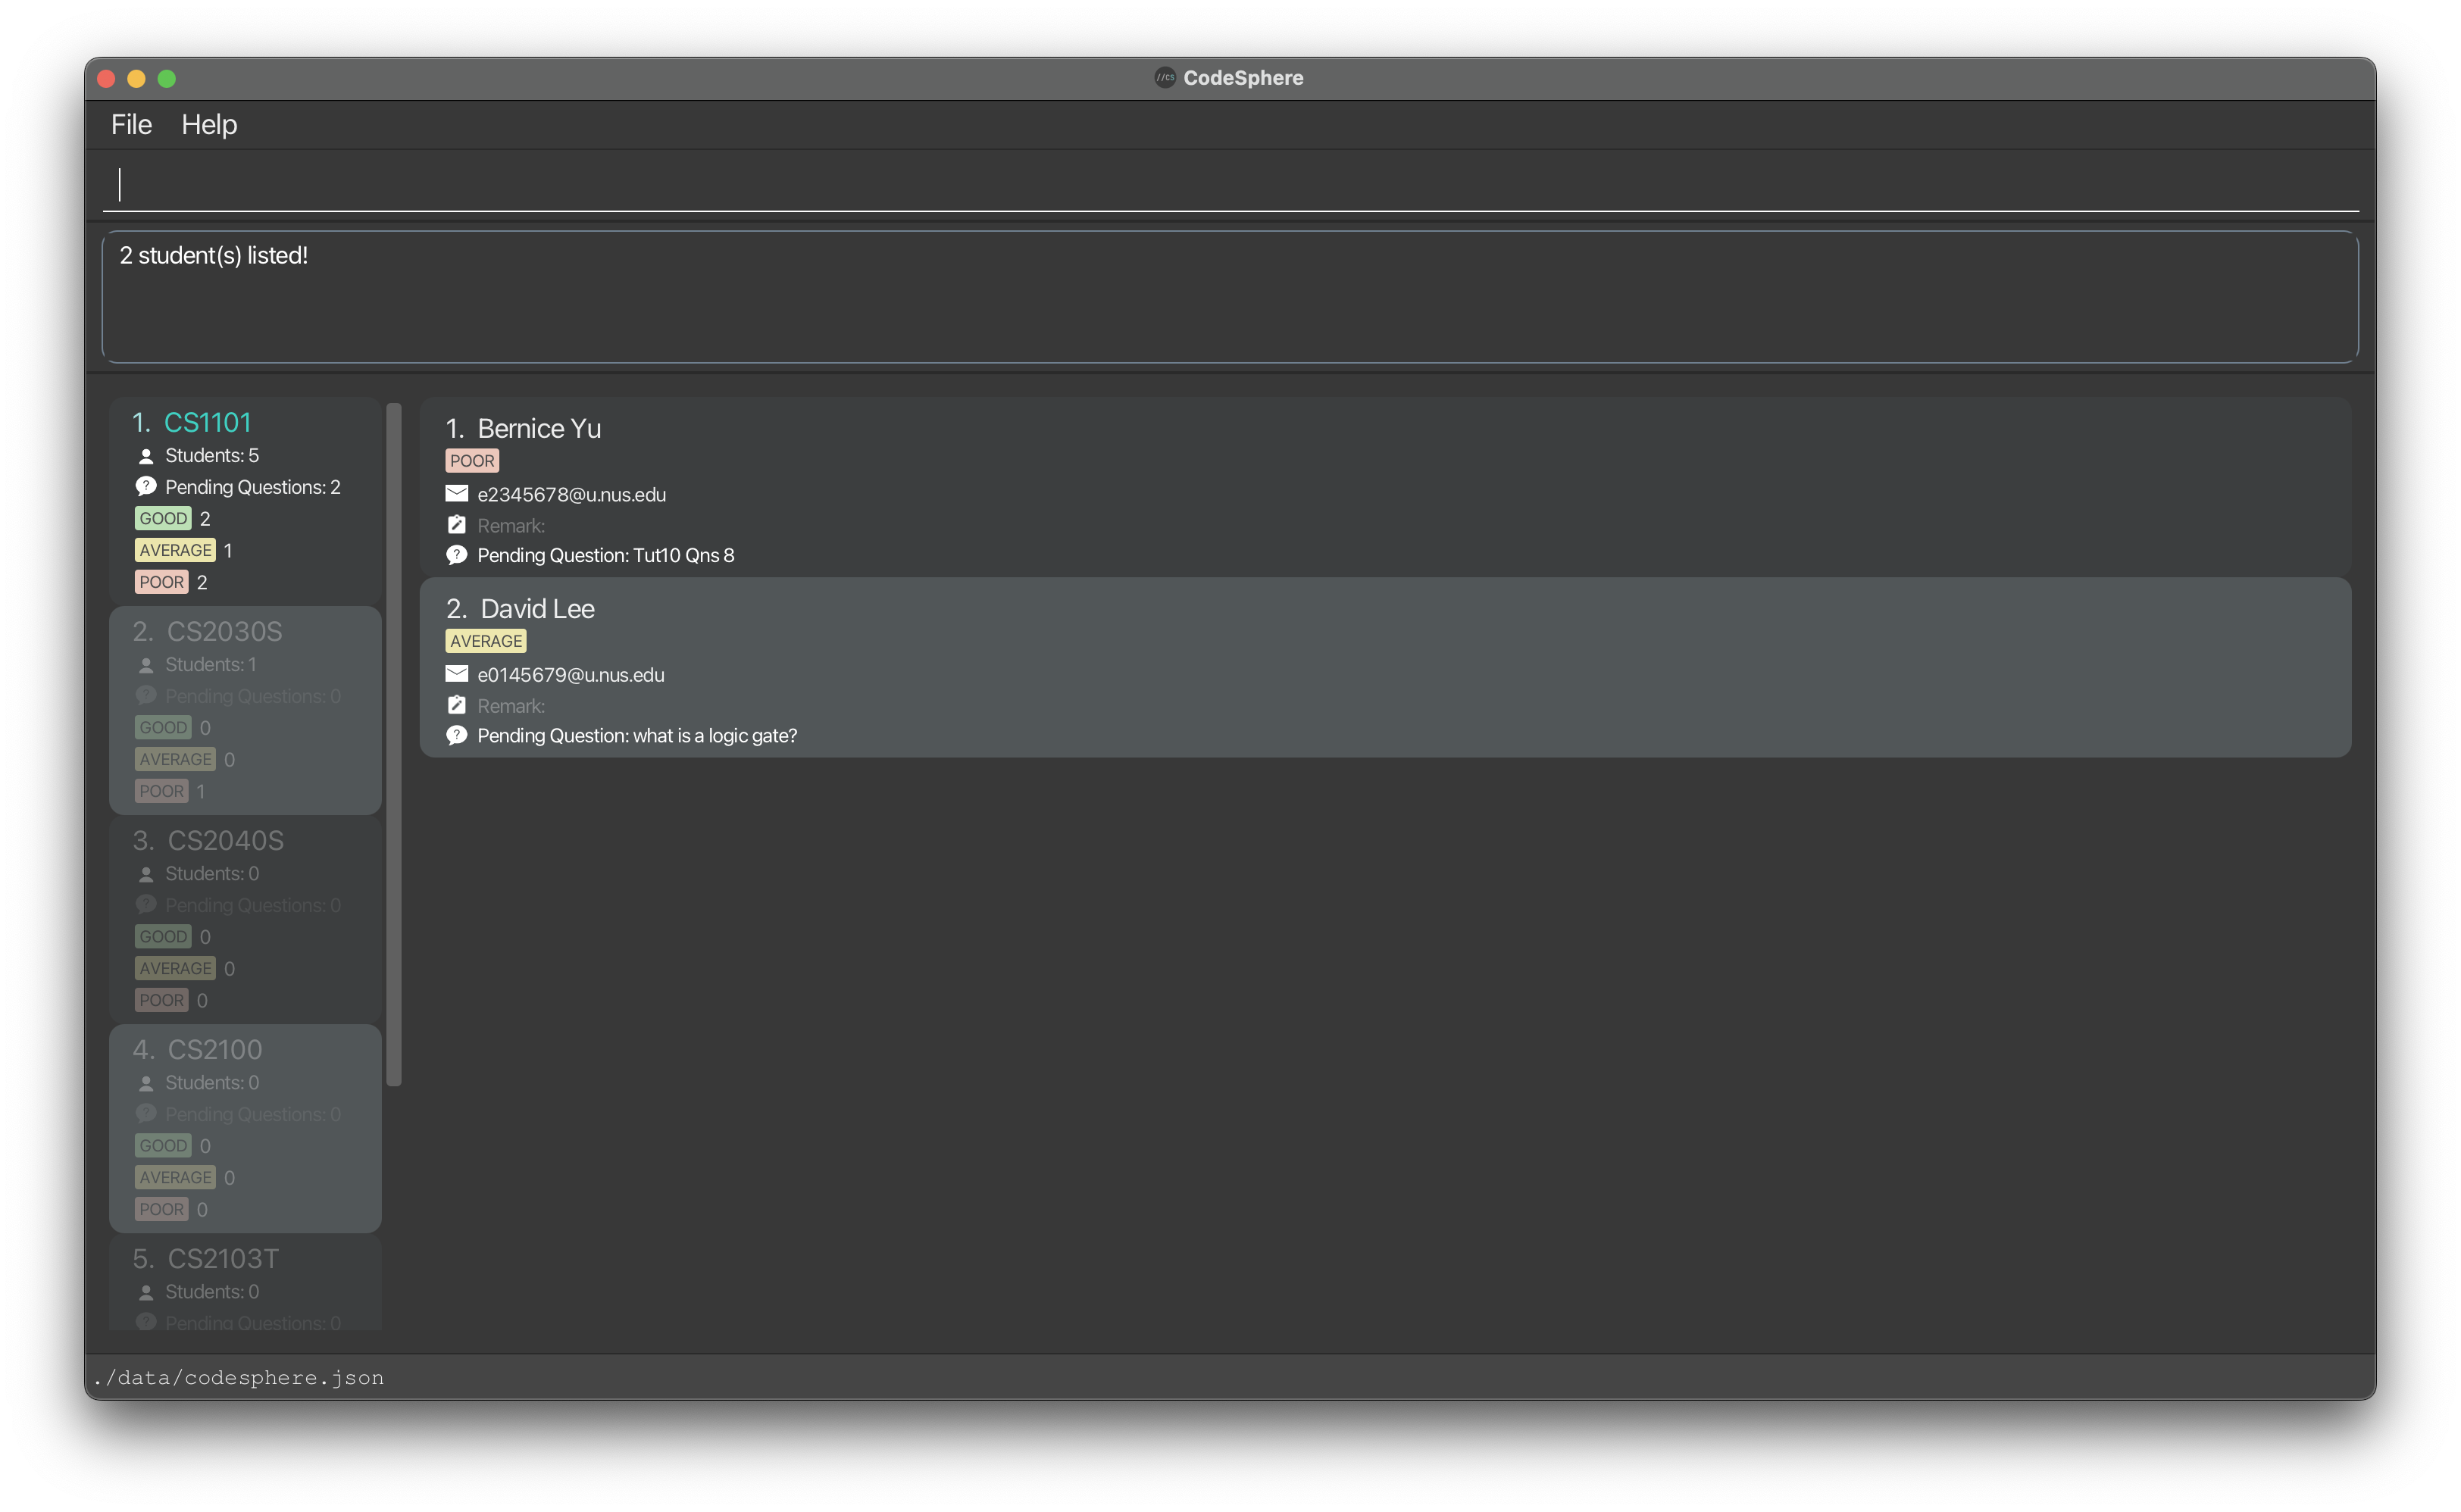 //CS CodeSphere
File Help
2 student(s) listed!
1. CS1101
Students: 5
? Pending Questions: 2
GOOD 2
AVERAGE 1
POOR 2
2. CS2030S
Students: 1
? Pending Questions: 0
GOOD 0
AVERAGE 0
POOR 1
3. CS2040S
Students: 0
? Pending Questions: 0
GOOD 0
AVERAGE 0
POOR 0
4. CS2100
Students: 0
? Pending Questions: 0
GOOD 0
AVERAGE 0
POOR 0
5. CS2103T
Students: 0
? Pending Questions: 0
1. Bernice Yu
POOR
e2345678@u.nus.edu
Remark:
? Pending Question: Tut10 Qns 8
2. David Lee
AVERAGE
e0145679@u.nus.edu
Remark:
? Pending Question: what is a logic gate?
./data/codesphere.json